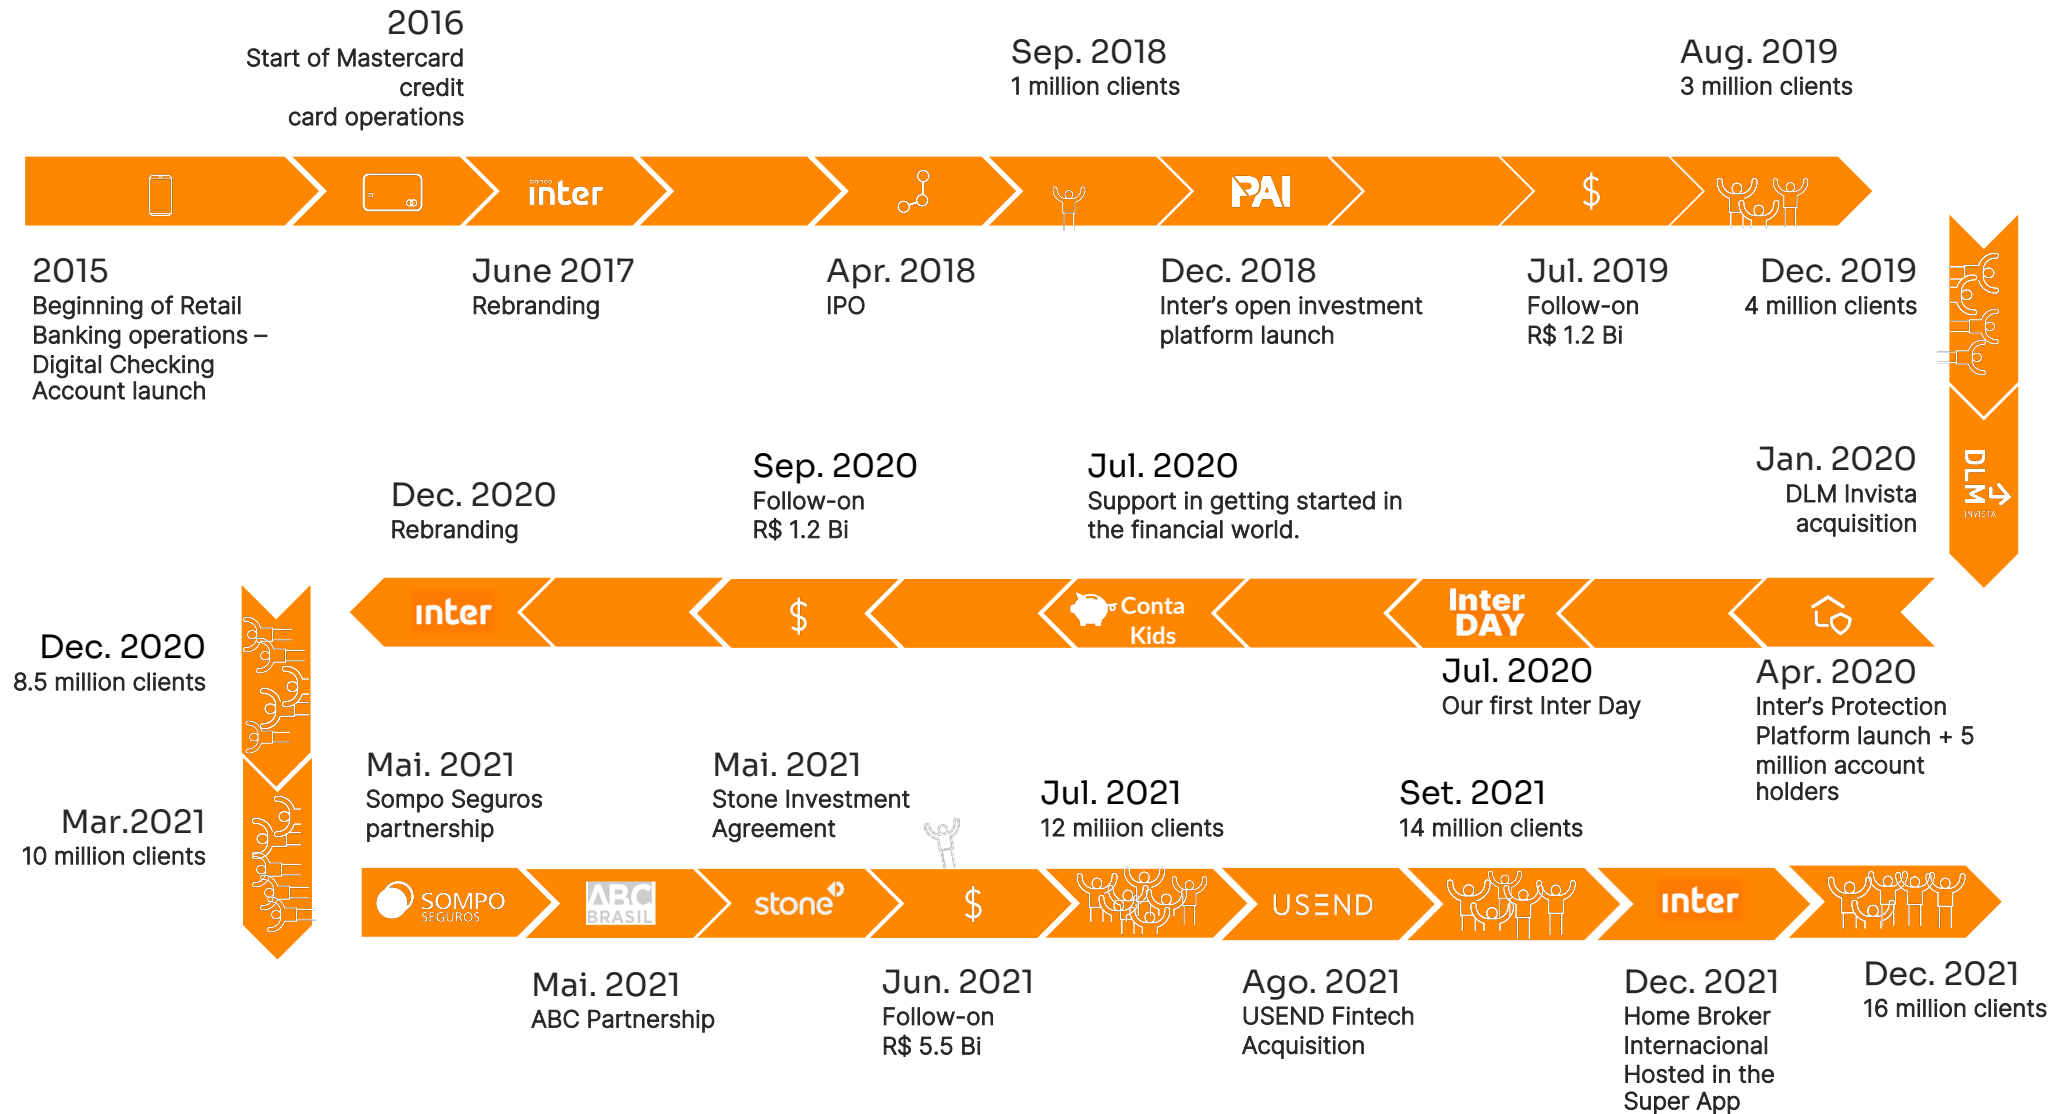 2016
Start of Mastercard
credit
card operations
Sep. 2018
1 million clients
Aug. 2019
3 million clients
banco
inter
PAI
$
2015
Beginning of Retail
Banking operations –
Digital Checking
Account launch
June 2017
Rebranding
Apr. 2018
IPO
Dec. 2018
Inter’s open investment
platform launch
Jul. 2019
Follow-on
R$ 1.2 Bi
Dec. 2019
4 million clients
Jan. 2020
DLM Invista
acquisition
DLM
INVISTA
Dec. 2020
Rebranding
Sep. 2020
Follow-on
R$ 1.2 Bi
Jul. 2020
Support in getting started in
the financial world.
inter
$
Conta
Kids
Inter
DAY
Jul. 2020
Our first Inter Day
Apr. 2020
Inter’s Protection
Platform launch + 5
million account
holders
Dec. 2020
8.5 million clients
Mar.2021
10 million clients
Mai. 2021
Sompo Seguros
partnership
Mai. 2021
Stone Investment
Agreement
Jul. 2021
12 miliion clients
Set. 2021
14 million clients
SOMPO
SEGUROS
ABC
BRASIL
stone
$
USEND
inter
Mai. 2021
ABC Partnership
Jun. 2021
Follow-on
R$ 5.5 Bi
Ago. 2021
USEND Fintech
Acquisition
Dec. 2021
Home Broker
Internacional
Hosted in the
Super App
Dec. 2021
16 million clients